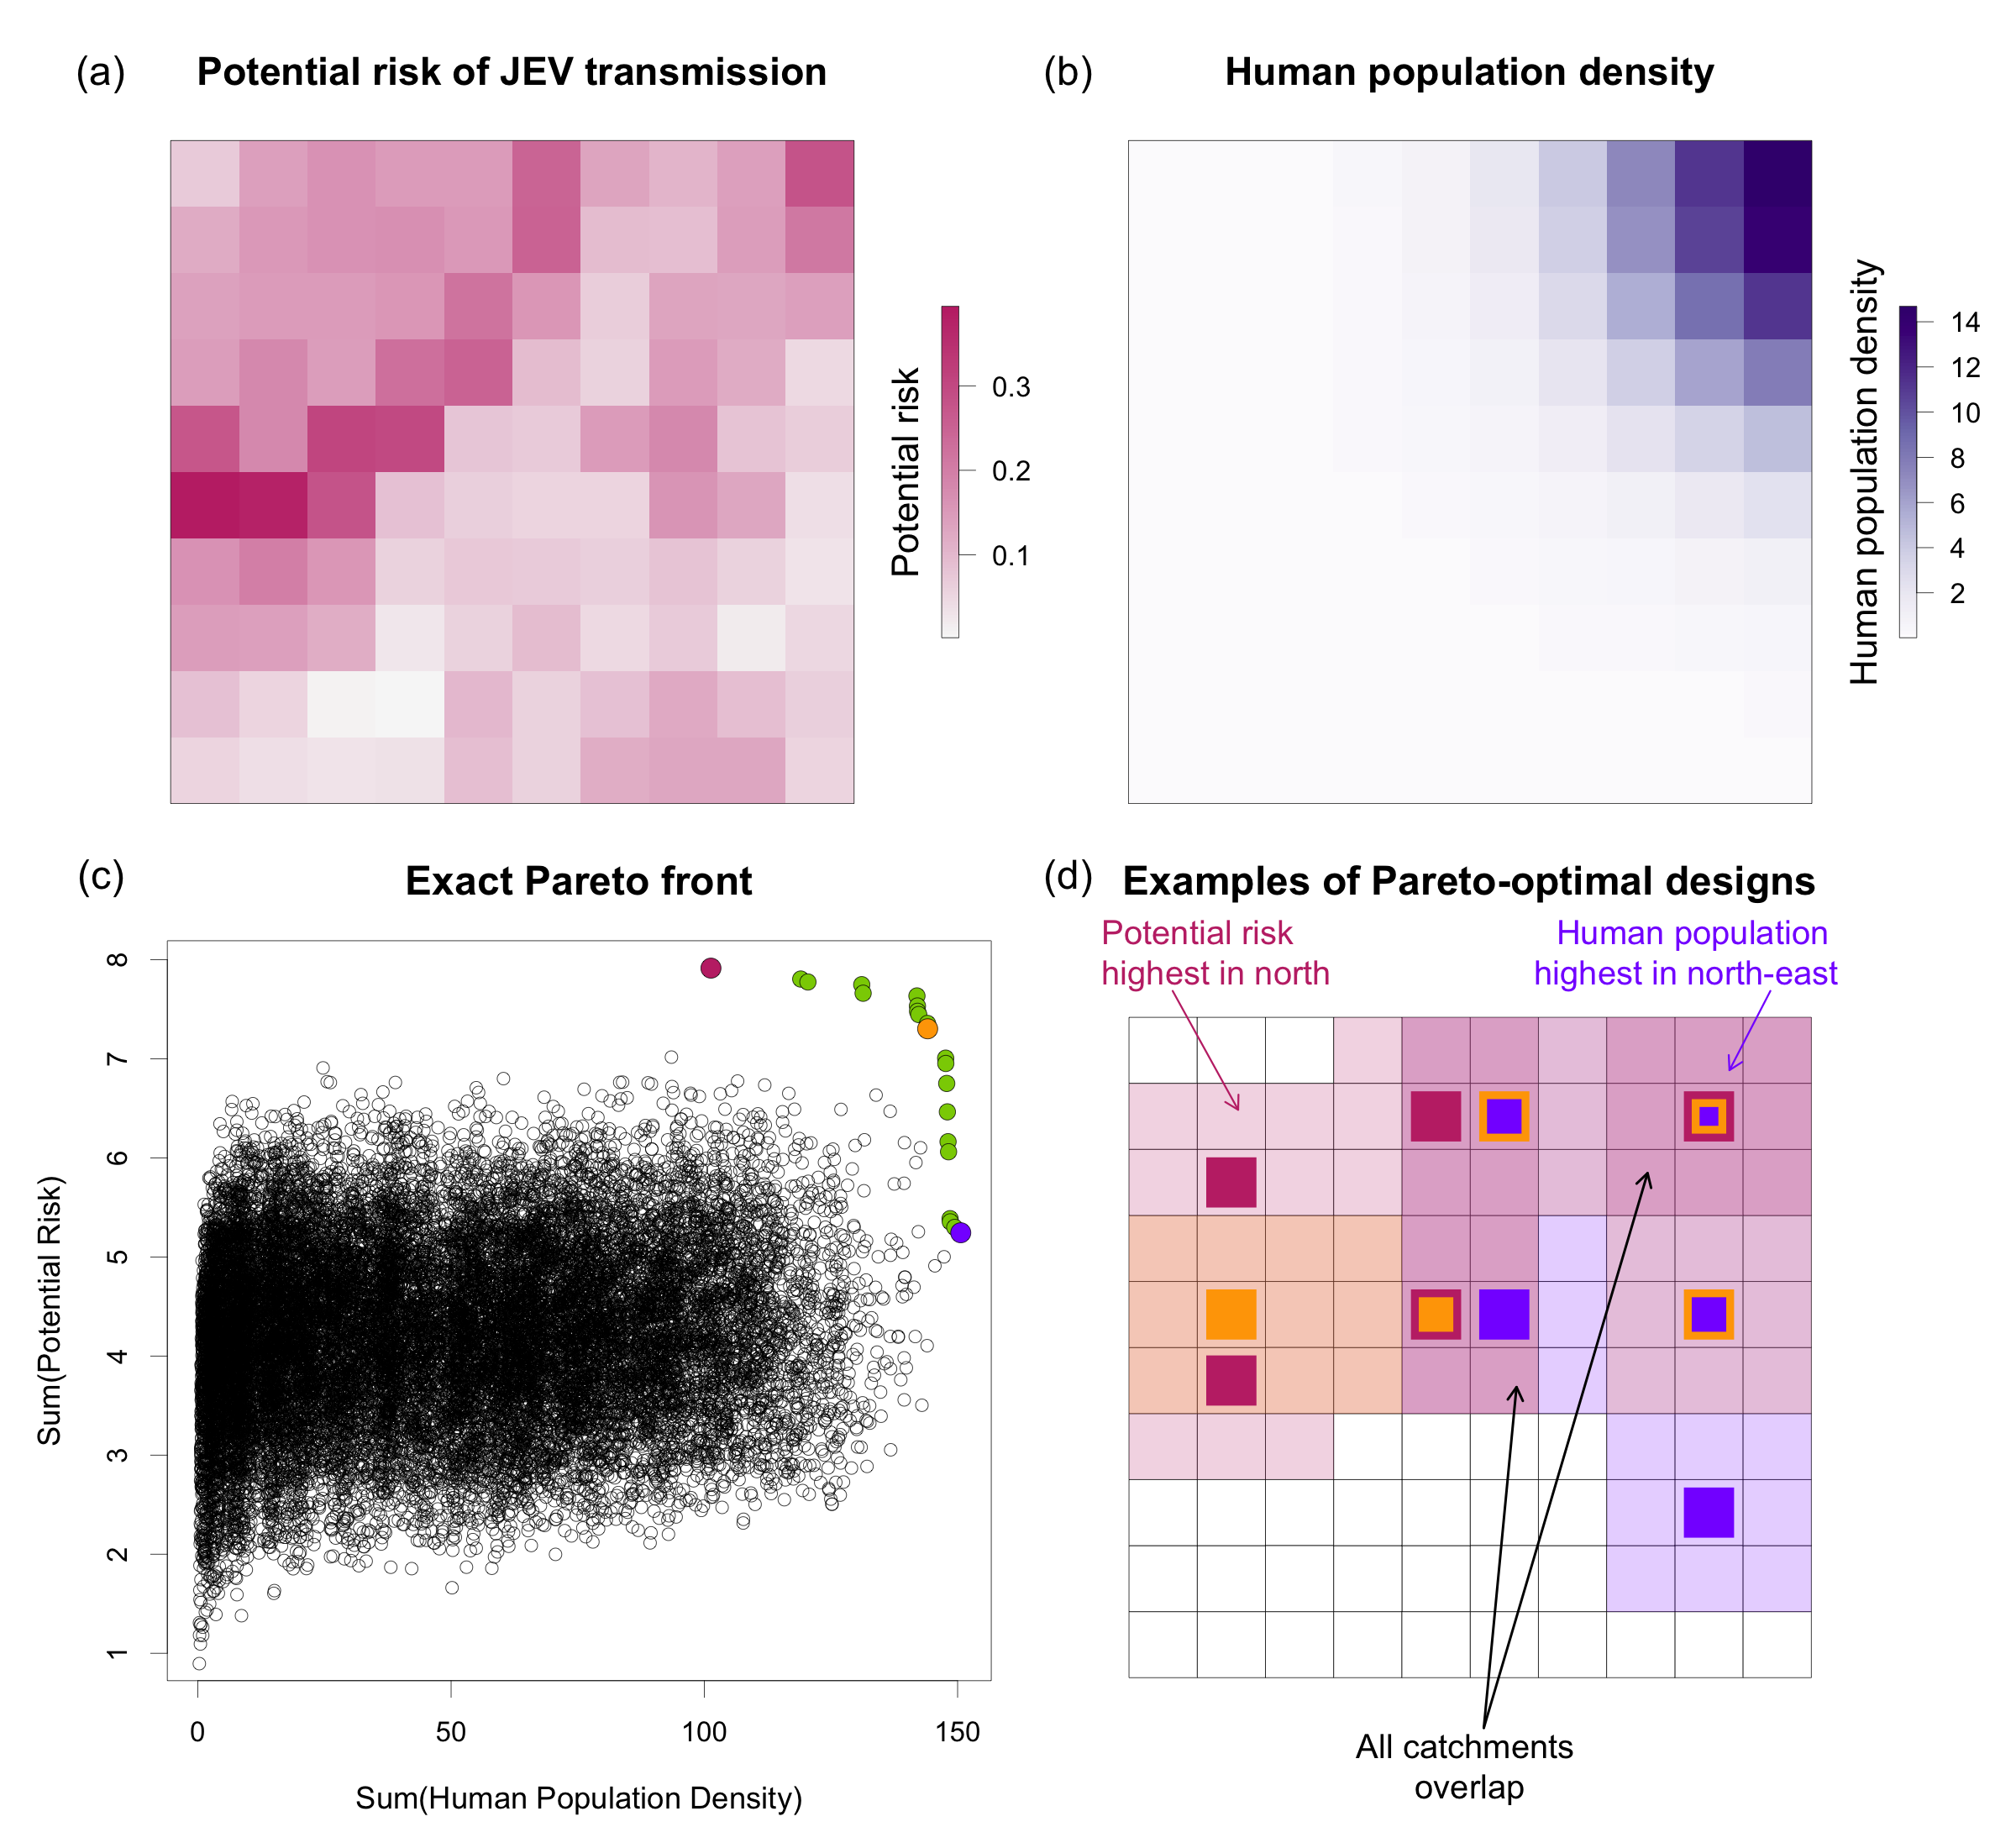 (a)
Potential risk of JEV transmission
Potential risk
0.3
0.2
0.1
(b)
Human population density
Human population density
14
12
10
8
6
4
2
(c)
Exact Pareto front
Sum(Potential Risk)
8
7
6
5
4
3
2
1
0
50
100
150
Sum(Human Population Density)
(d)
Examples of Pareto-optimal designs
Potential risk
highest in north
Human population
highest in north-east
All catchments
overlap